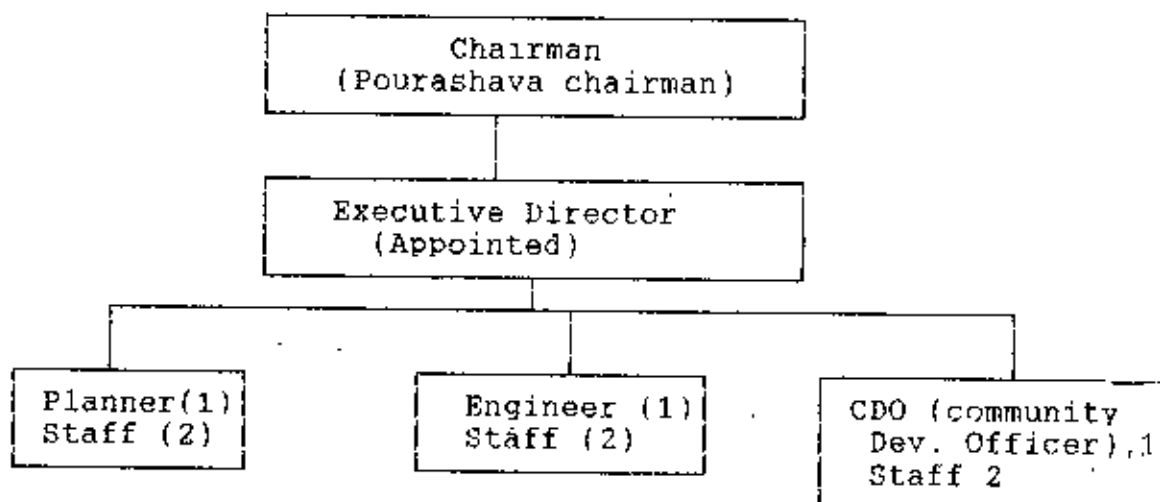 Chairman
(Pourashava chairman)
Executive Director
(Appointed)
Planner(1)
Staff (2)
Engineer (1)
Staff (2)
CDO (community
Dev. Officer),1
Staff 2